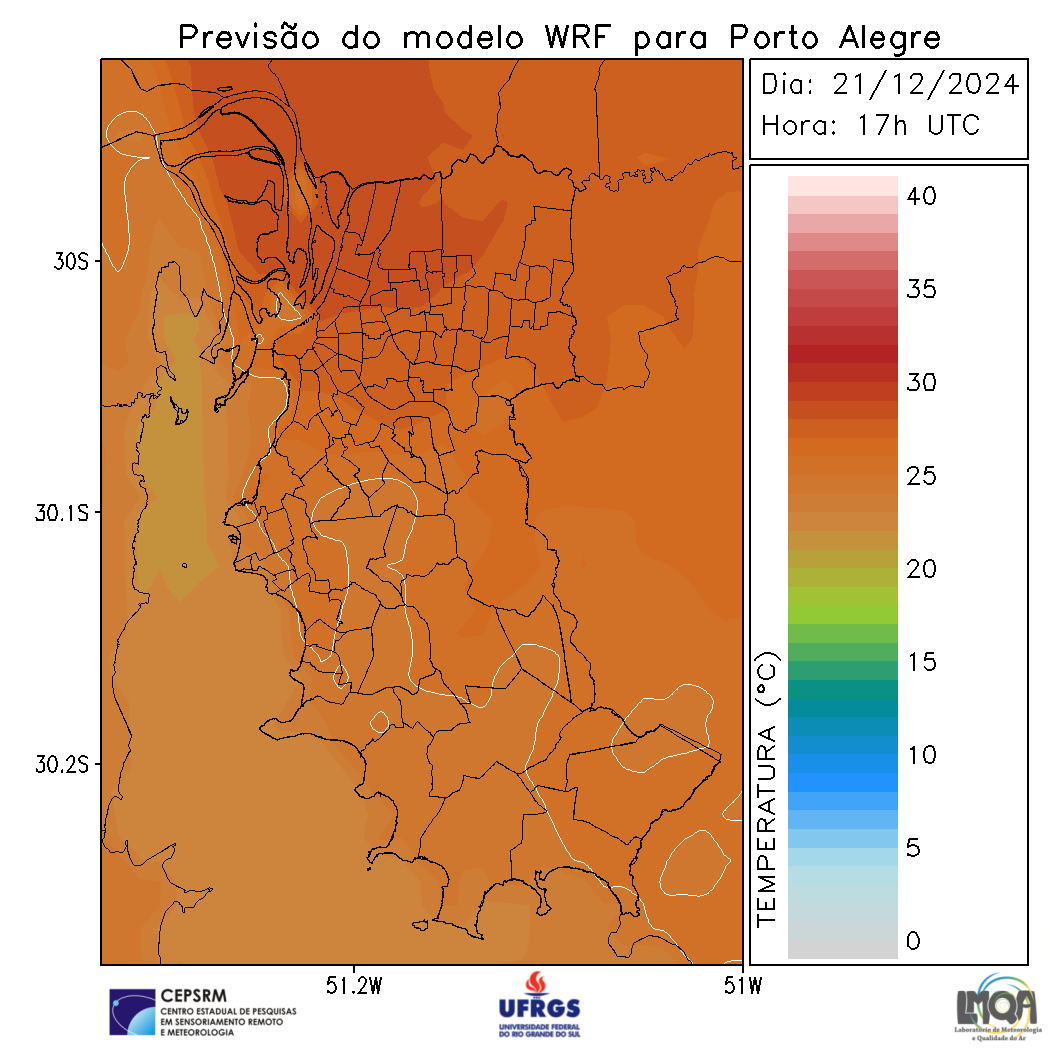 Previsão do modelo WRF para Porto Alegre
Dia: 21/12/2024
Hora: 17h UTC
40
35
30
25
20
15
10
5
0
TEMPERATURA (°C)
30S
30.1S
30.2S
51.2W
51W
CEPSRM
CENTRO ESTADUAL DE PESQUISAS
EM SENSORIAMENTO REMOTO
E METEOROLOGIA
UFRGS
UNIVERSIDADE FEDERAL
DO RIO GRANDE DO SUL
LMQA
Laboratório de Meteorologia
e Qualidade do Ar